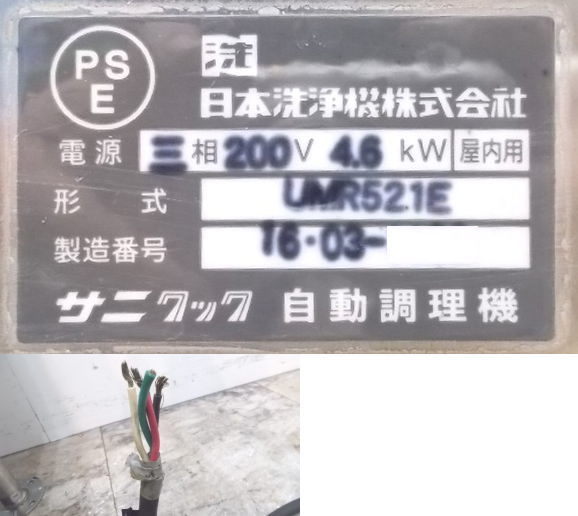 PS
E
日本洗浄機株式会社
電源 三相 200V 4.6 kW 屋内用
形式 UMR521E
製造番号 16・03-
サニクック 自動調理機